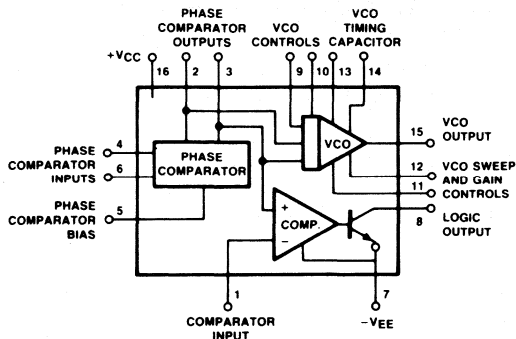 PHASE
COMPARATOR
OUTPUTS
VCO
CONTROLS
VCO
TIMING
CAPACITOR
+VCC
16
2
3
9
10
13
14
PHASE
COMPARATOR
INPUTS
4
6
PHASE
COMPARATOR
VCO
15
VCO
OUTPUT
12
VCO SWEEP
AND GAIN
CONTROLS
11
PHASE
COMPARATOR
BIAS
5
+
COMP.
−
8
LOGIC
OUTPUT
1
7
COMPARATOR
INPUT
−VEE